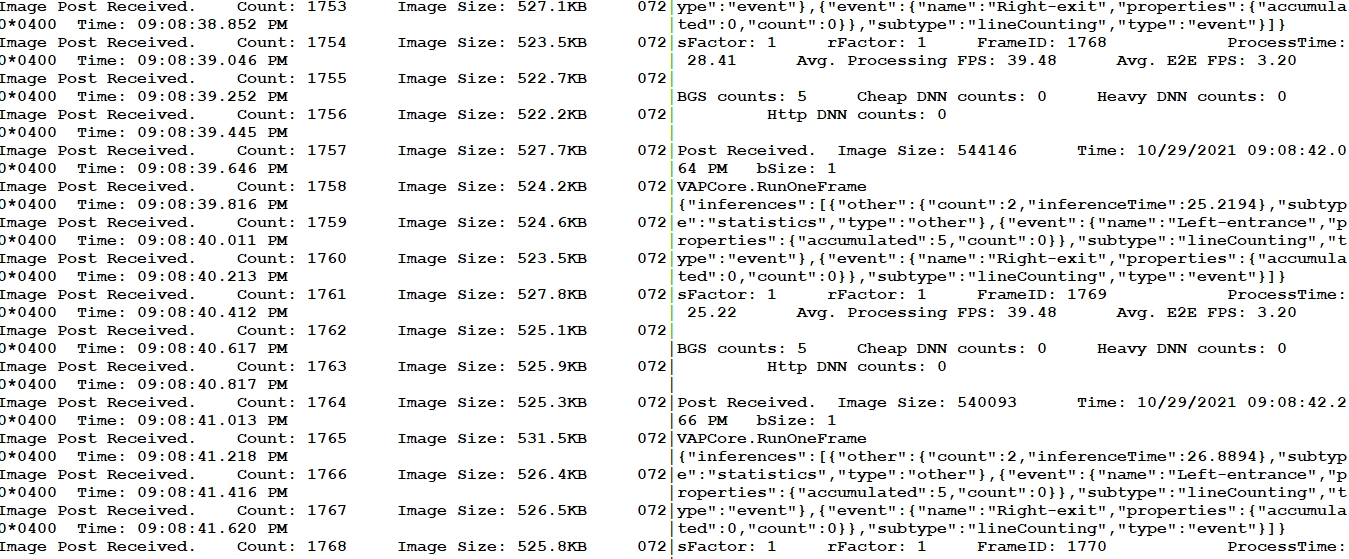 Image Post Received. Count: 1753 Image Size: 527.1KB 072
0*0400 Time: 09:08:38.852 PM
Image Post Received. Count: 1754 Image Size: 523.5KB 072
0*0400 Time: 09:08:39.046 PM
Image Post Received. Count: 1755 Image Size: 522.7KB 072
0*0400 Time: 09:08:39.252 PM
Image Post Received. Count: 1756 Image Size: 522.2KB 072
0*0400 Time: 09:08:39.445 PM
Image Post Received. Count: 1757 Image Size: 527.7KB 072
0*0400 Time: 09:08:39.646 PM
Image Post Received. Count: 1758 Image Size: 524.2KB 072
0*0400 Time: 09:08:39.816 PM
Image Post Received. Count: 1759 Image Size: 524.6KB 072
0*0400 Time: 09:08:40.011 PM
Image Post Received. Count: 1760 Image Size: 523.5KB 072
0*0400 Time: 09:08:40.213 PM
Image Post Received. Count: 1761 Image Size: 527.8KB 072
0*0400 Time: 09:08:40.412 PM
Image Post Received. Count: 1762 Image Size: 525.1KB 072
0*0400 Time: 09:08:40.617 PM
Image Post Received. Count: 1763 Image Size: 525.9KB 072
0*0400 Time: 09:08:40.817 PM
Image Post Received. Count: 1764 Image Size: 525.3KB 072
0*0400 Time: 09:08:41.013 PM
Image Post Received. Count: 1765 Image Size: 531.5KB 072
0*0400 Time: 09:08:41.218 PM
Image Post Received. Count: 1766 Image Size: 526.4KB 072
0*0400 Time: 09:08:41.416 PM
Image Post Received. Count: 1767 Image Size: 526.5KB 072
0*0400 Time: 09:08:41.620 PM
Image Post Received. Count: 1768 Image Size: 525.8KB 072
ype":"event"},{"event":{"name":"Right-exit","properties":{"accumula
ted":0,"count":0}},"subtype":"lineCounting","type":"event"}]}
sFactor: 1 rFactor: 1 FrameID: 1768 ProcessTime:
28.41 Avg. Processing FPS: 39.48 Avg. E2E FPS: 3.20
BGS counts: 5 Cheap DNN counts: 0 Heavy DNN counts: 0
Http DNN counts: 0
Post Received. Image Size: 544146 Time: 10/29/2021 09:08:42.0
64 PM bSize: 1
VAPCore.RunOneFrame
{"inferences":[{"other":{"count":2,"inferenceTime":25.2194},"subtyp
e":"statistics","type":"other"},{"event":{"name":"Left-entrance","p
roperties":{"accumulated":5,"count":0}},"subtype":"lineCounting","t
ype":"event"},{"event":{"name":"Right-exit","properties":{"accumula
ted":0,"count":0}},"subtype":"lineCounting","type":"event"}]}
sFactor: 1 rFactor: 1 FrameID: 1769 ProcessTime:
25.22 Avg. Processing FPS: 39.48 Avg. E2E FPS: 3.20
BGS counts: 5 Cheap DNN counts: 0 Heavy DNN counts: 0
Http DNN counts: 0
Post Received. Image Size: 540093 Time: 10/29/2021 09:08:42.2
66 PM bSize: 1
VAPCore.RunOneFrame
{"inferences":[{"other":{"count":2,"inferenceTime":26.8894},"subtyp
e":"statistics","type":"other"},{"event":{"name":"Left-entrance","p
roperties":{"accumulated":5,"count":0}},"subtype":"lineCounting","t
ype":"event"},{"event":{"name":"Right-exit","properties":{"accumula
ted":0,"count":0}},"subtype":"lineCounting","type":"event"}]}
sFactor: 1 rFactor: 1 FrameID: 1770 ProcessTime: